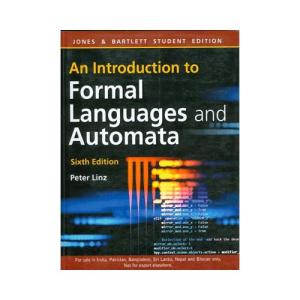 JONES & BARTLETT STUDENT EDITION
An Introduction to
Formal
Languages and
Automata
Sixth Edition
Peter Linz
For sale in India, Pakistan, Bangladesh, Sri Lanka, Nepal and Bhutan only.
Not for export elsewhere.